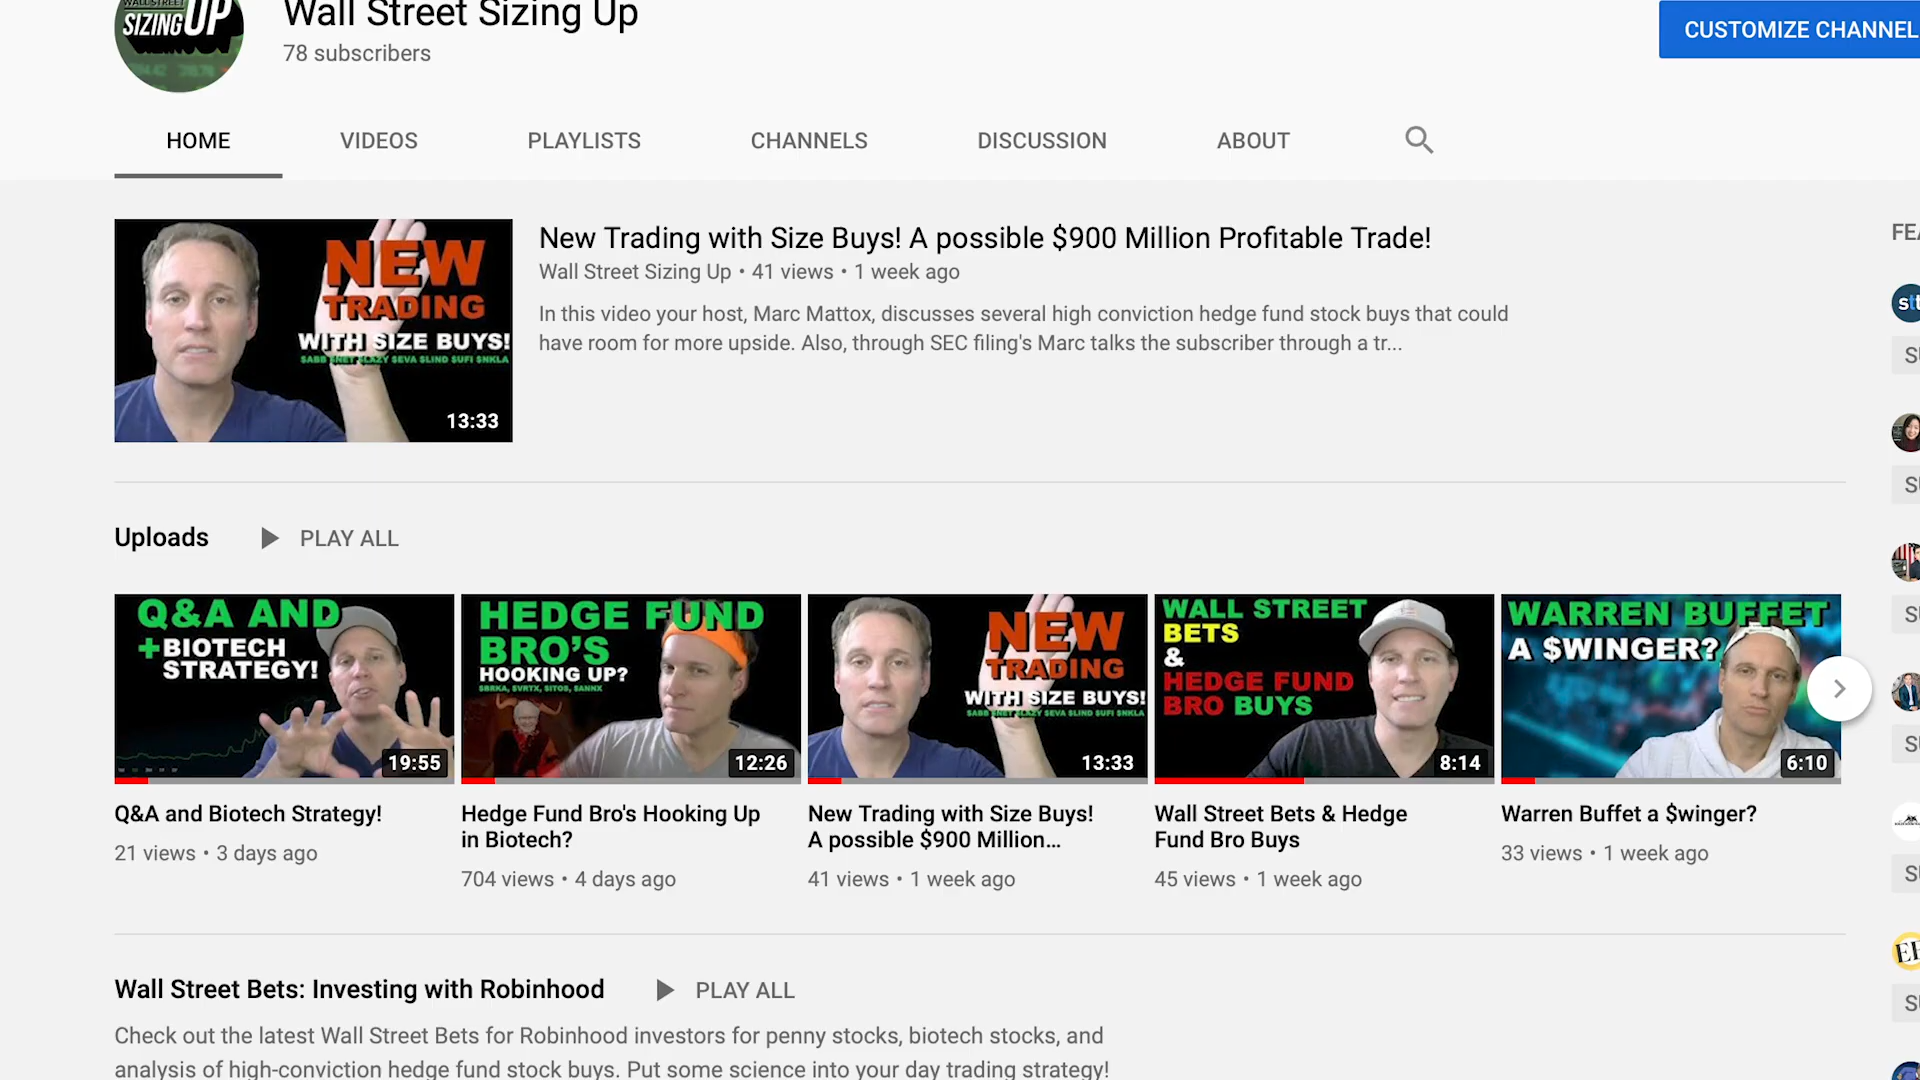 WALL STREET
SIZING UP
Wall Street Sizing Up
78 subscribers
CUSTOMIZE CHANNEL
HOME
VIDEOS
PLAYLISTS
CHANNELS
DISCUSSION
ABOUT
NEW
TRADING
WITH SIZE BUYS!
13:33
New Trading with Size Buys! A possible $900 Million Profitable Trade!
Wall Street Sizing Up • 41 views • 1 week ago
In this video your host, Marc Mattox, discusses several high conviction hedge fund stock buys that could
have room for more upside. Also, through SEC filing's Marc talks the subscriber through a tr...
Uploads
PLAY ALL
Q&A AND
+BIOTECH
STRATEGY!
19:55
Q&A and Biotech Strategy!
21 views • 3 days ago
HEDGE FUND
BRO'S
HOOKING UP?
$BRKA, $VRTX, $ITOS, $ANNX
12:26
Hedge Fund Bro's Hooking Up
in Biotech?
704 views • 4 days ago
NEW
TRADING
WITH SIZE BUYS!
13:33
New Trading with Size Buys!
A possible $900 Million...
41 views • 1 week ago
WALL STREET
BETS
&
HEDGE FUND
BRO BUYS
8:14
Wall Street Bets & Hedge
Fund Bro Buys
45 views • 1 week ago
WARREN BUFFET
A $WINGER?
6:10
Warren Buffet a $winger?
33 views • 1 week ago
Wall Street Bets: Investing with Robinhood
PLAY ALL
Check out the latest Wall Street Bets for Robinhood investors for penny stocks, biotech stocks, and
analysis of high-conviction hedge fund stock buys. Put some science into your day trading strategy!